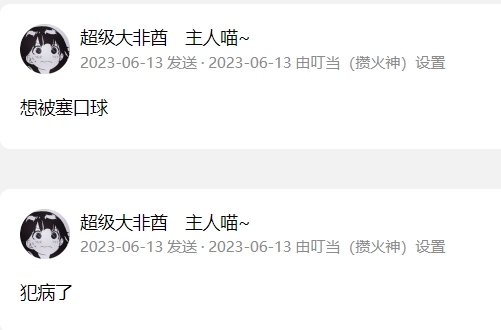 超级大非酋 主人喵~
2023-06-13 发送 · 2023-06-13 由叮当（攒火神）设置
想被塞口球
超级大非酋 主人喵~
2023-06-13 发送 · 2023-06-13 由叮当（攒火神）设置
犯病了